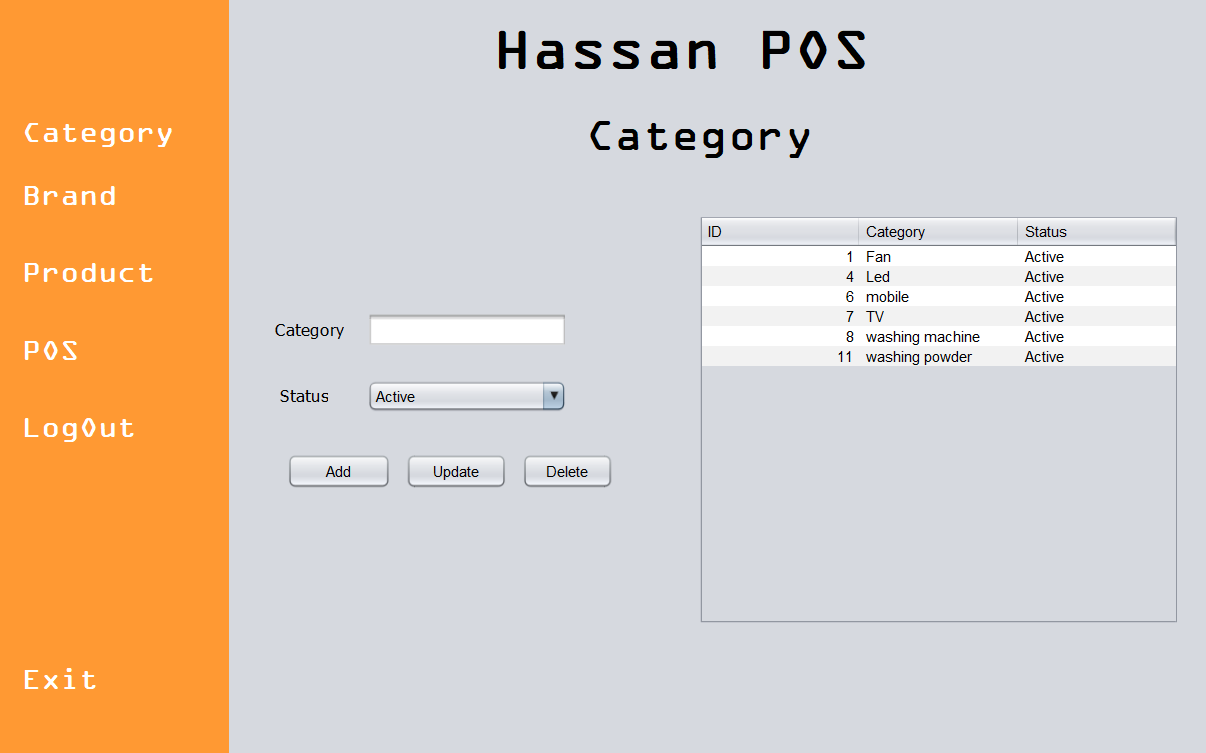 Hassan POS
Category
Category
Brand
Product
POS
LogOut
Exit
Category
Status Active
Add Update Delete
ID Category Status
1 Fan Active
4 Led Active
6 mobile Active
7 TV Active
8 washing machine Active
11 washing powder Active